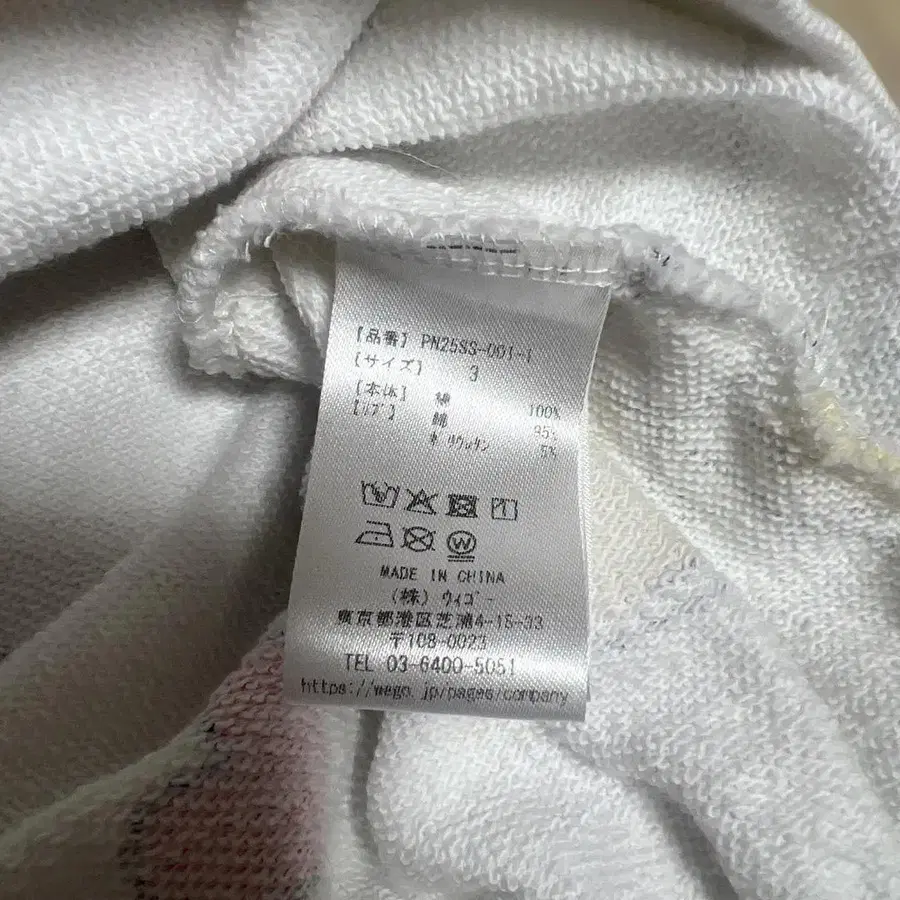 【品番】 PN25SS-001-1
【サイズ】 3
【本体】 綿 100%
【リブ】 綿 95%
ポリウレタン 5%
MADE IN CHINA
(株) ウィゴー
東京都港区芝浦4-15-33
〒108-0023
TEL 03-6400-5051
https://wego.jp/pages/company